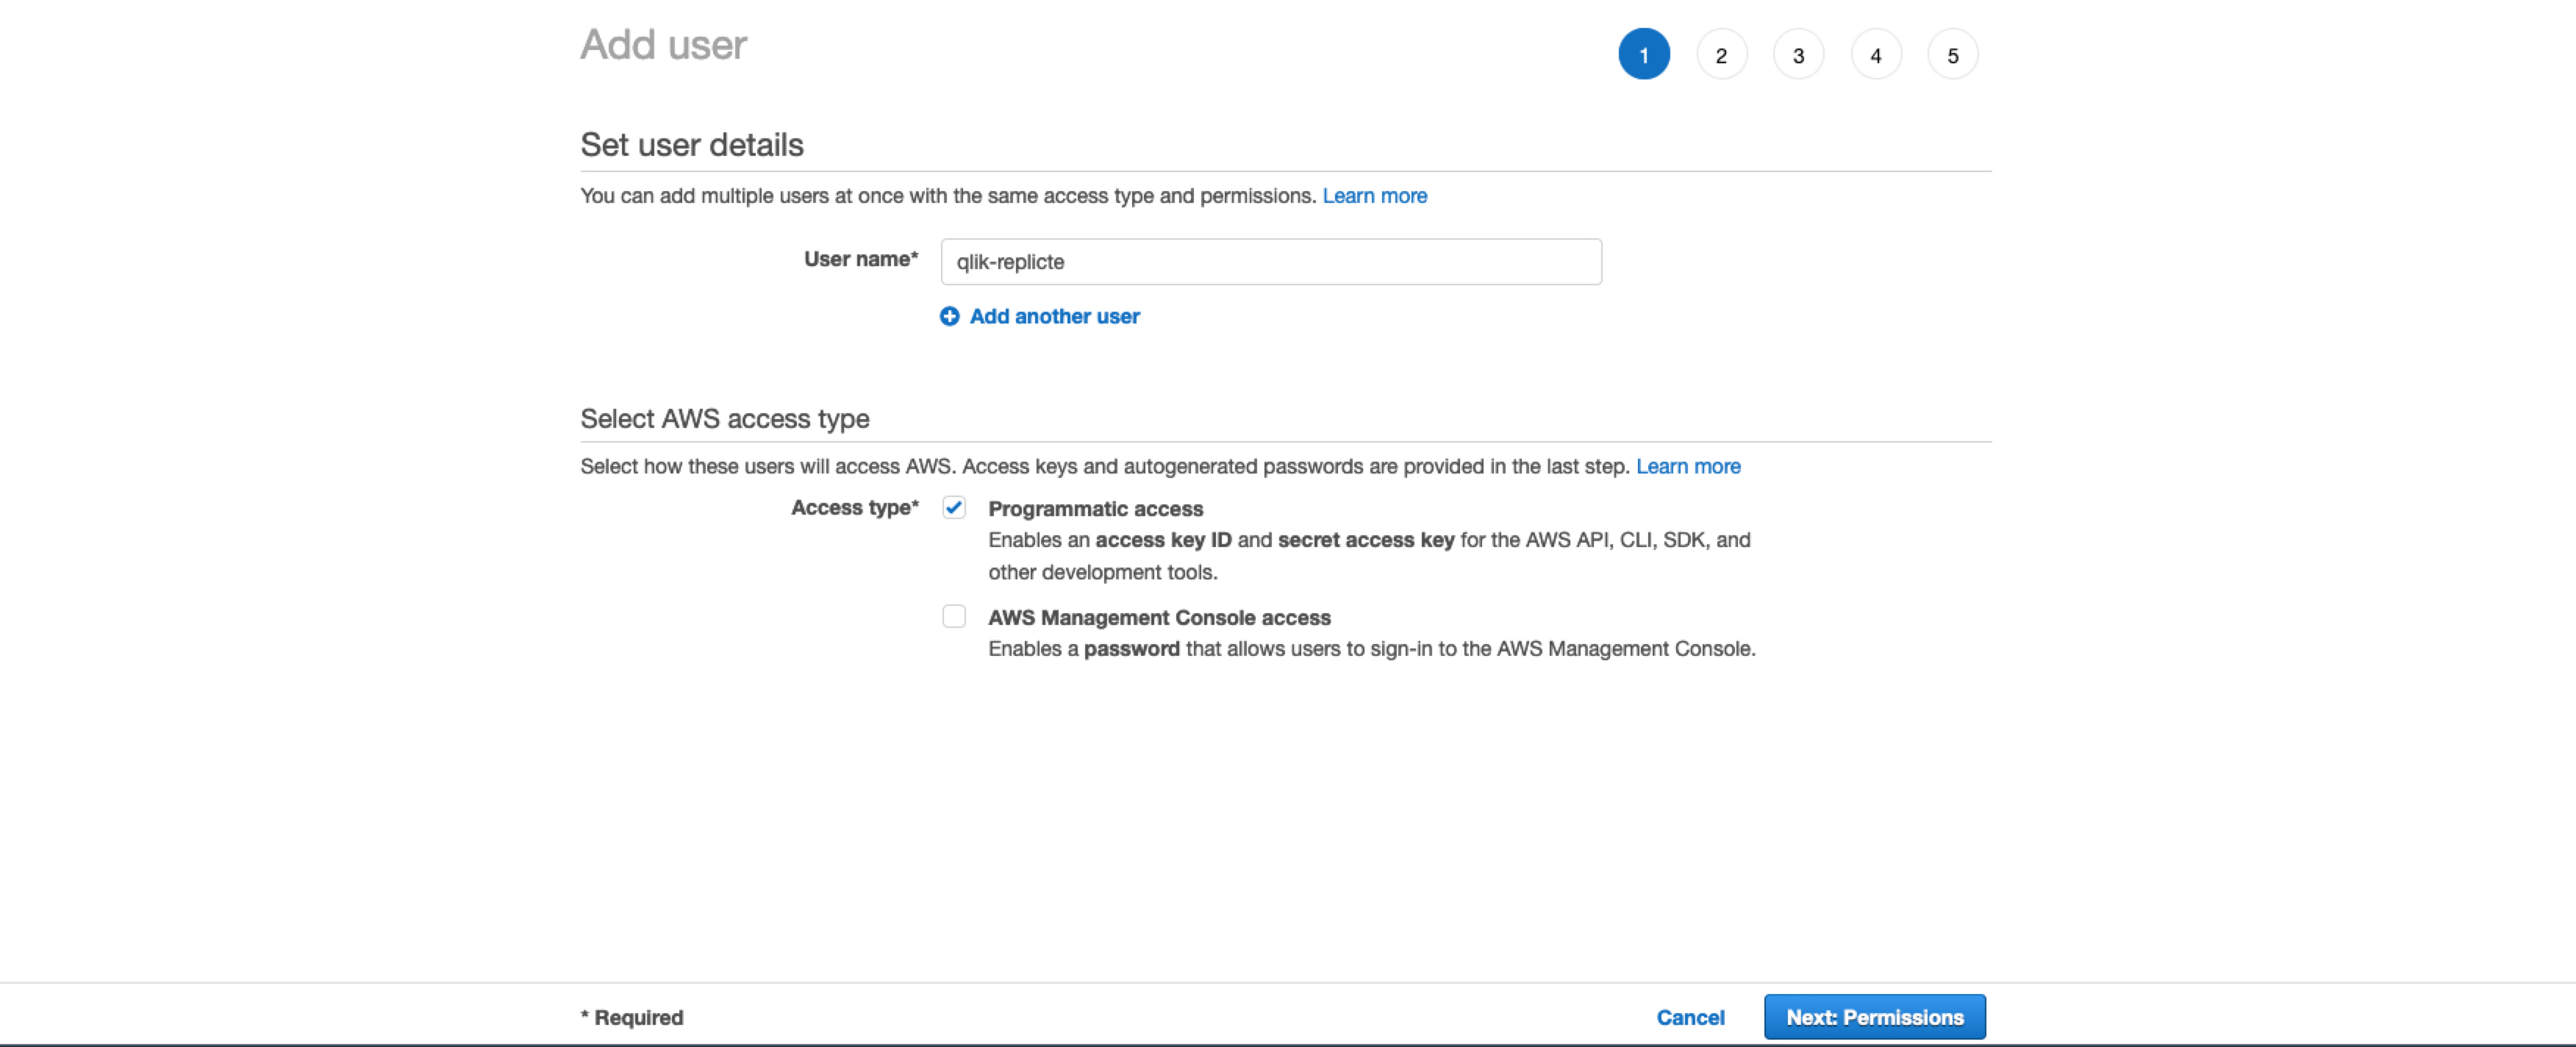 Add user
1 2 3 4 5
Set user details
You can add multiple users at once with the same access type and permissions. Learn more
User name* qlik-replicte
Add another user
Select AWS access type
Select how these users will access AWS. Access keys and autogenerated passwords are provided in the last step. Learn more
Access type* Programmatic access
Enables an access key ID and secret access key for the AWS API, CLI, SDK, and
other development tools.
AWS Management Console access
Enables a password that allows users to sign-in to the AWS Management Console.
* Required Cancel Next: Permissions